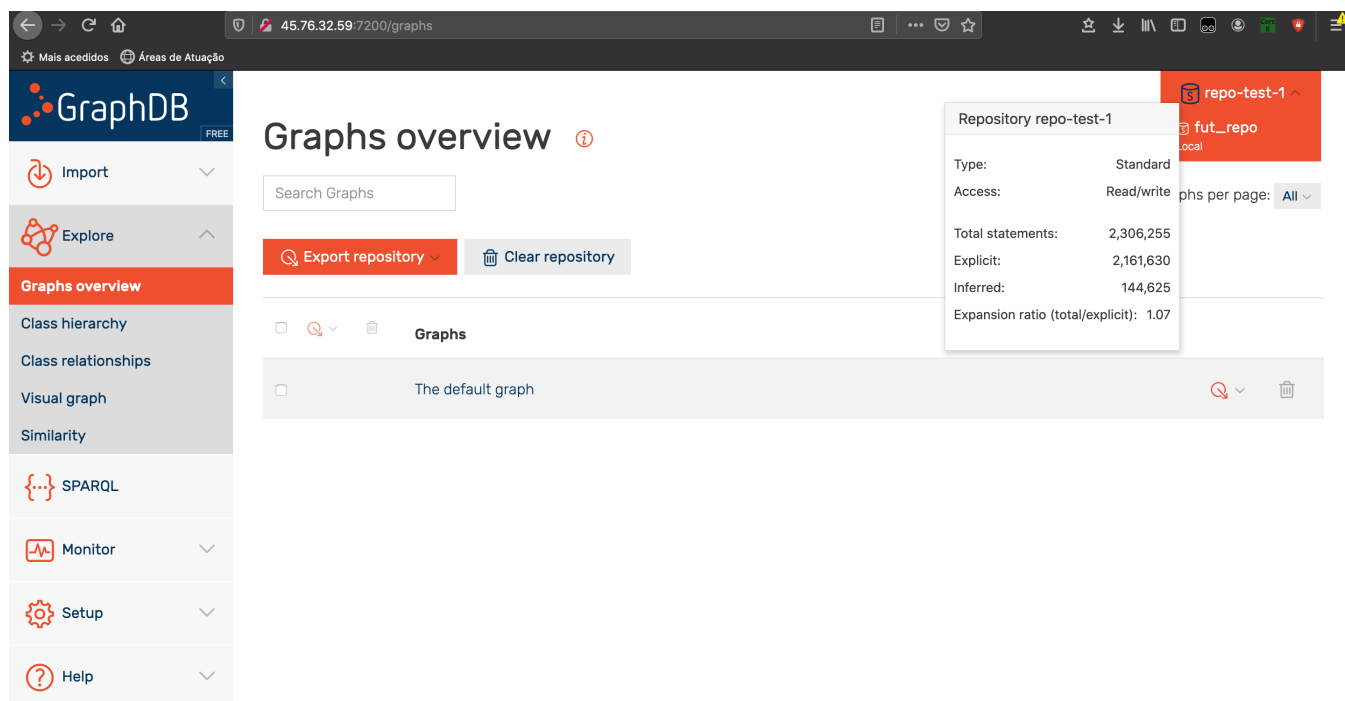 45.76.32.59:7200/graphs
Mais acedidos
Áreas de Atuação
GraphDB
FREE
Import
Explore
Graphs overview
Class hierarchy
Class relationships
Visual graph
Similarity
SPARQL
Monitor
Setup
Help
Graphs overview
Search Graphs
Export repository
Clear repository
Graphs
The default graph
repo-test-1
fut_repo
Local
phs per page: All
Repository repo-test-1
Type: Standard
Access: Read/write
Total statements: 2,306,255
Explicit: 2,161,630
Inferred: 144,625
Expansion ratio (total/explicit): 1.07